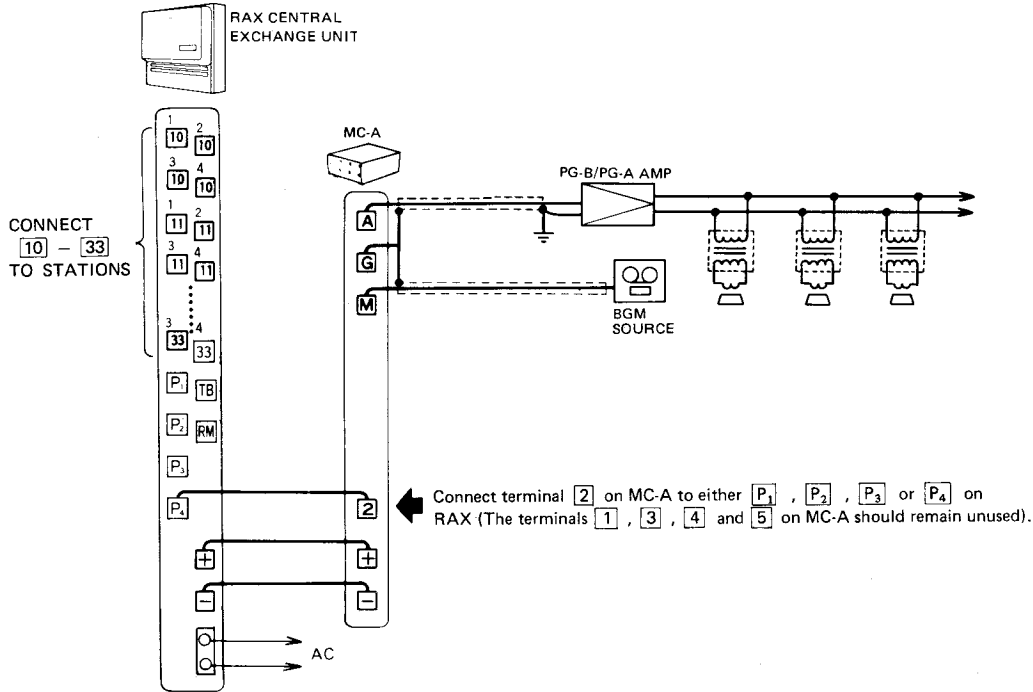 RAX CENTRAL
EXCHANGE UNIT
1 2
10 10
3 4
10 10
1 2
11 11
3 4
11 11
3 4
33 33
P1 TB
P2 RM
P3
P4
+
−
AC
CONNECT
10 – 33
TO STATIONS
MC-A
A
G
M
2
+
−
PG-B/PG-A AMP
BGM
SOURCE
Connect terminal 2 on MC-A to either P1 , P2 , P3 or P4 on
RAX (The terminals 1 , 3 , 4 and 5 on MC-A should remain unused).